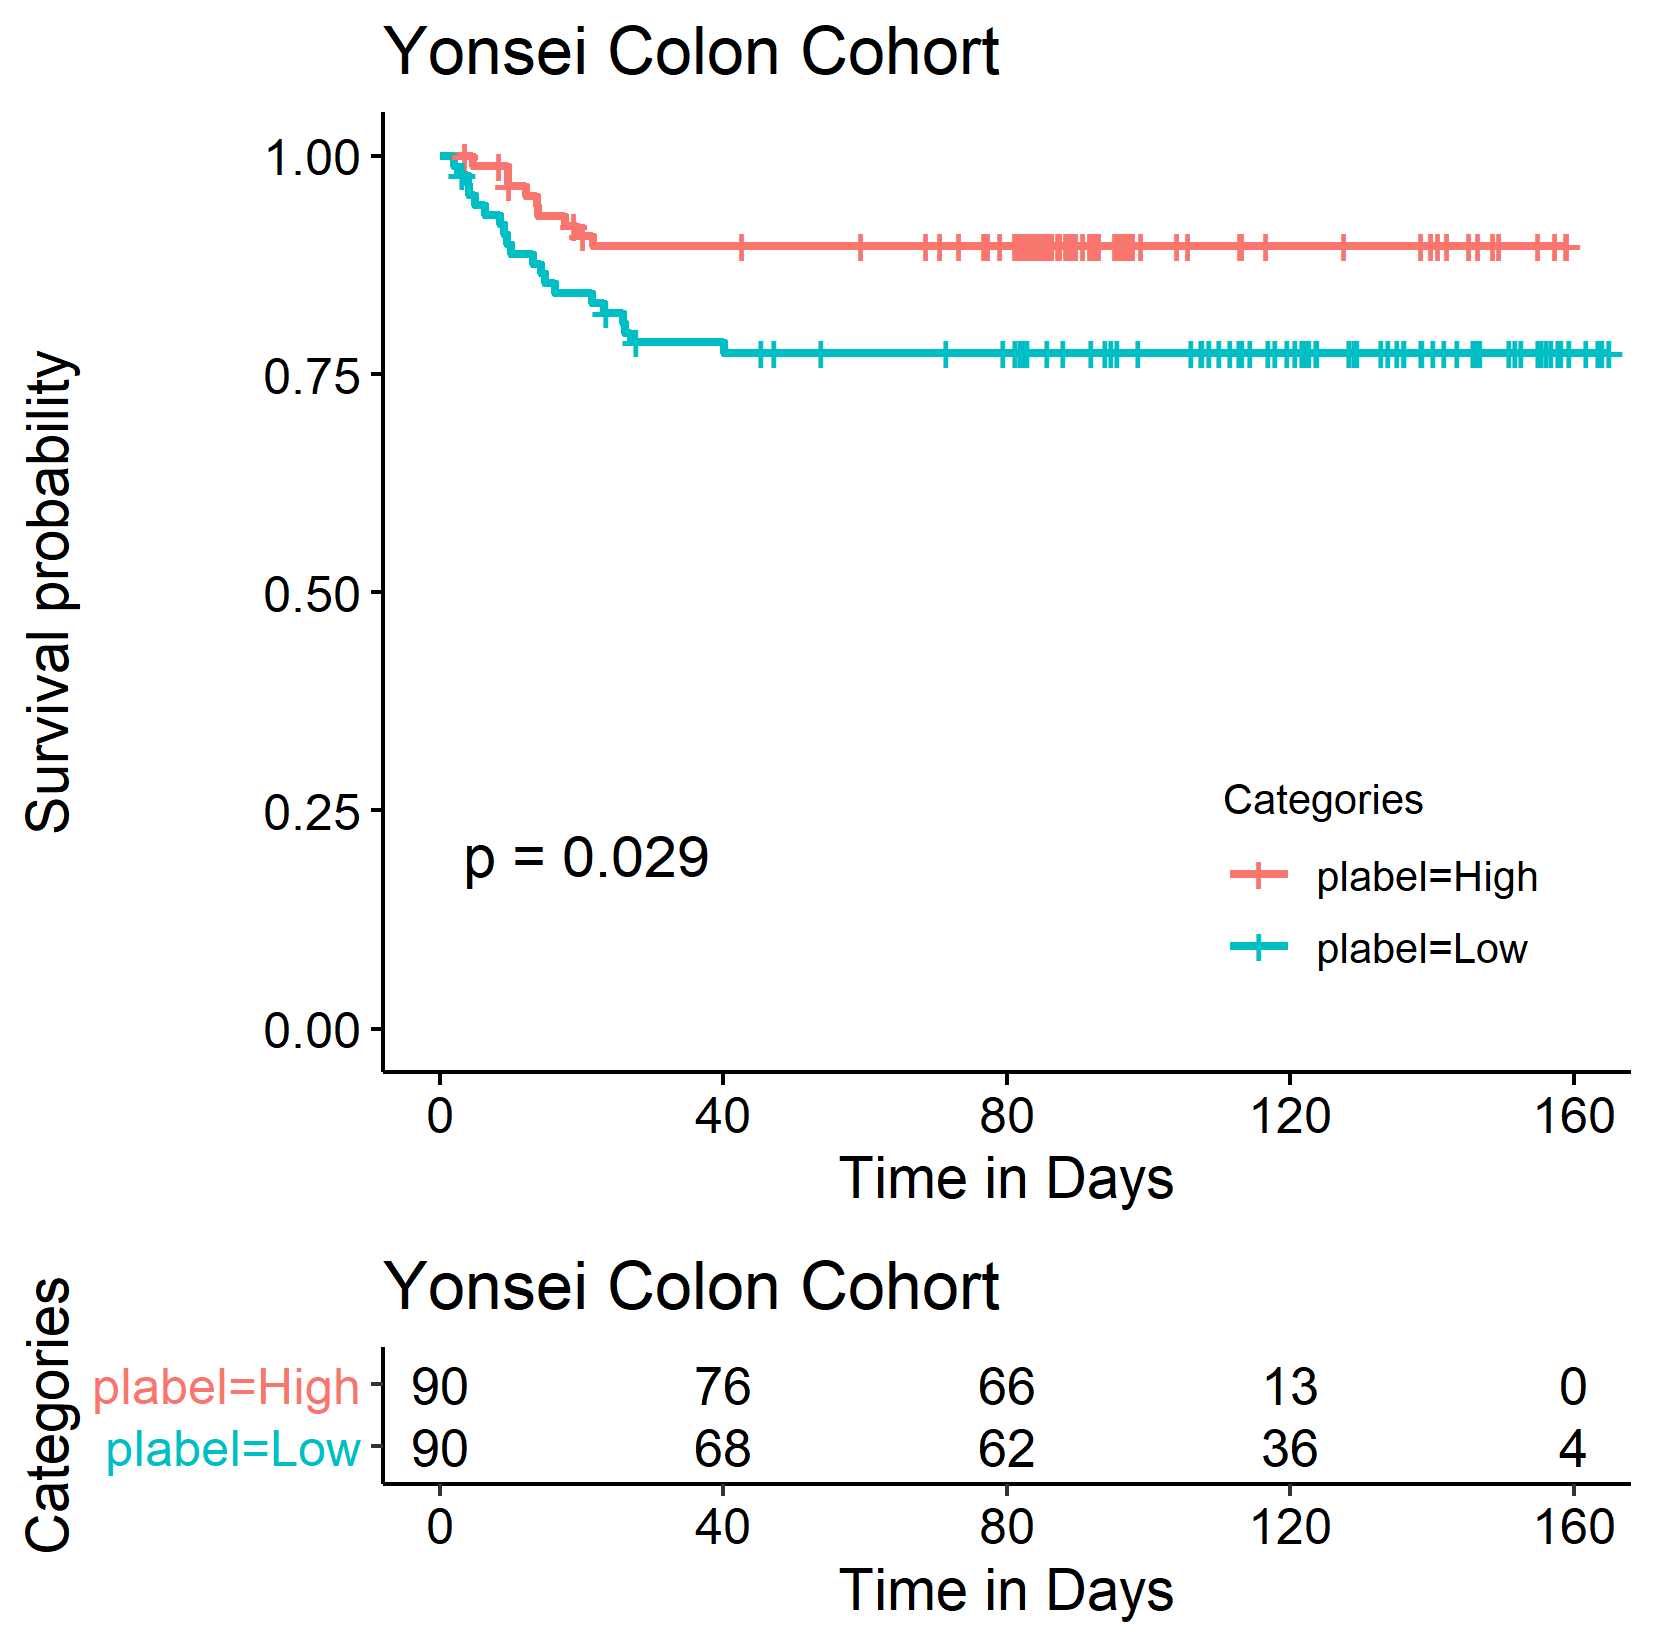 Yonsei Colon Cohort
Survival probability
1.00
0.75
0.50
0.25
0.00
p = 0.029
Categories
plabel=High
plabel=Low
0 40 80 120 160
Time in Days
Yonsei Colon Cohort
Categories
plabel=High 90 76 66 13 0
plabel=Low 90 68 62 36 4
0 40 80 120 160
Time in Days